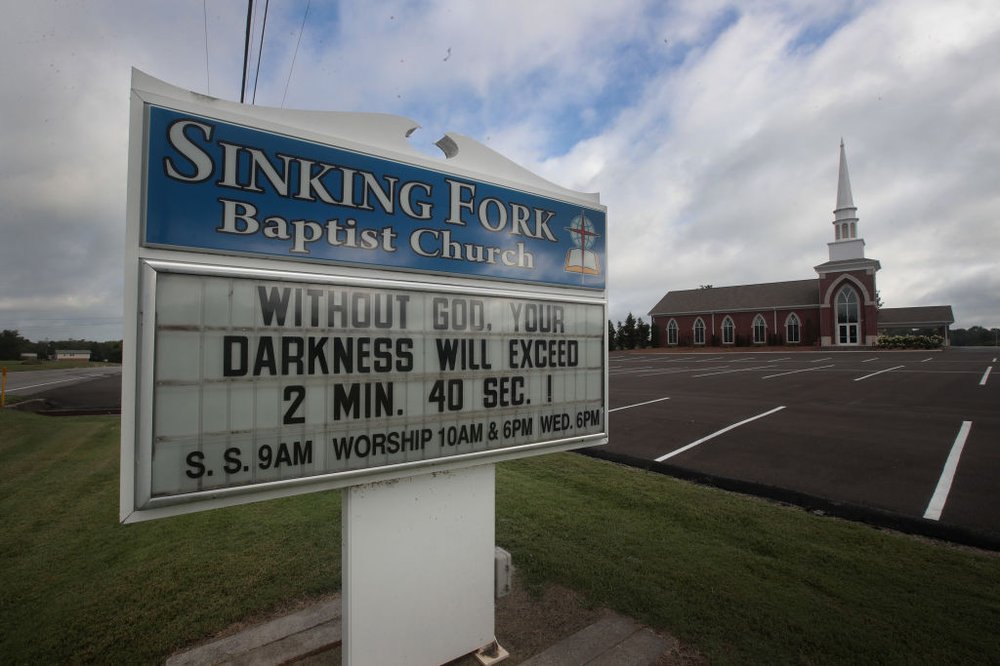 SINKING FORK
Baptist Church
WITHOUT GOD, YOUR
DARKNESS WILL EXCEED
2 MIN. 40 SEC. !
S. S. 9AM WORSHIP 10AM & 6PM WED. 6PM